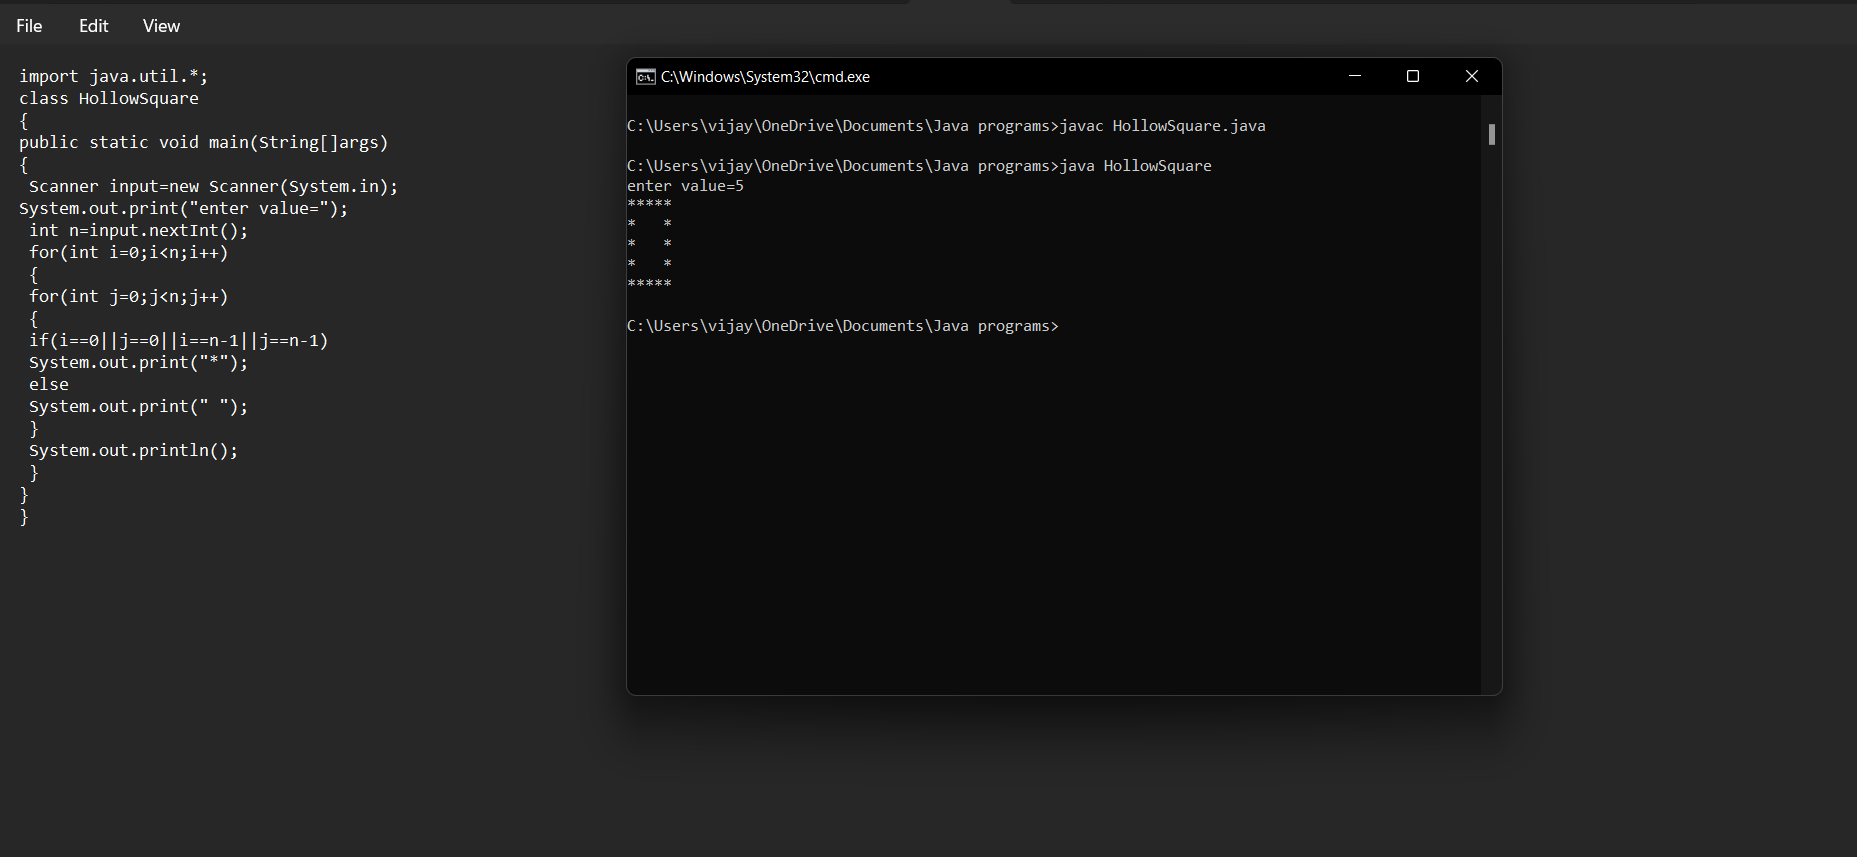 File Edit View
import java.util.*;
class HollowSquare
{
public static void main(String[]args)
{
 Scanner input=new Scanner(System.in);
System.out.print("enter value=");
 int n=input.nextInt();
 for(int i=0;i<n;i++)
 {
 for(int j=0;j<n;j++)
 {
 if(i==0||j==0||i==n-1||j==n-1)
 System.out.print("*");
 else
 System.out.print(" ");
 }
 System.out.println();
 }
}
}
C:\Windows\System32\cmd.exe
C:\Users\vijay\OneDrive\Documents\Java programs>javac HollowSquare.java
C:\Users\vijay\OneDrive\Documents\Java programs>java HollowSquare
enter value=5
*****
*   *
*   *
*   *
*****
C:\Users\vijay\OneDrive\Documents\Java programs>